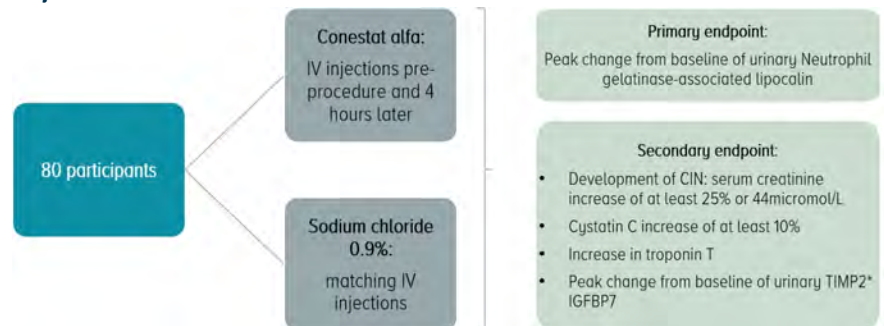 80 participants
Conestat alfa:
IV injections pre-
procedure and 4
hours later
Sodium chloride
0.9%:
matching IV
injections
Primary endpoint:
Peak change from baseline of urinary Neutrophil
gelatinase-associated lipocalin
Secondary endpoint:
• Development of CIN: serum creatinine
increase of at least 25% or 44micromol/L
• Cystatin C increase of at least 10%
• Increase in troponin T
• Peak change from baseline of urinary TIMP2*
IGFBP7